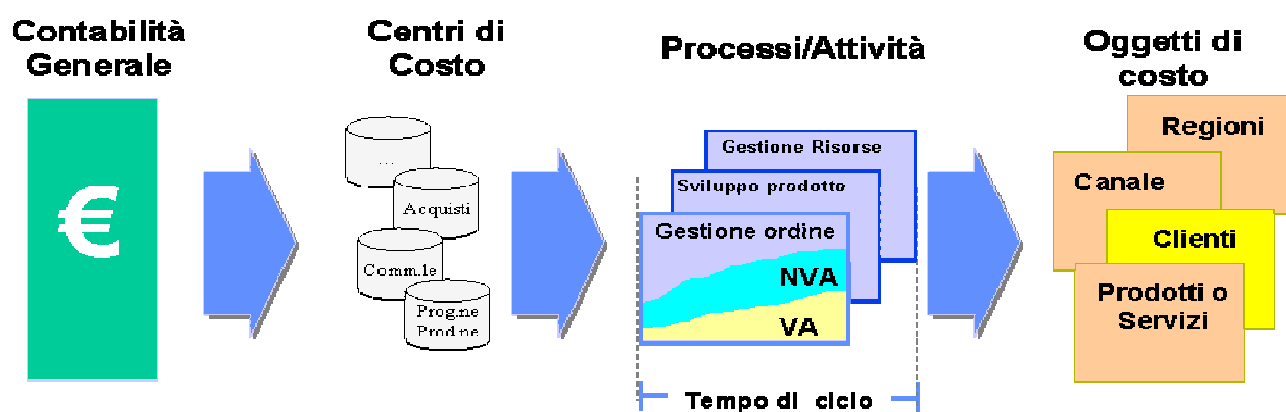 Contabilità
Generale
Centri di
Costo
Processi/Attività
Oggetti di
costo
€
...
Acquisti
Comm.le
Prog.ne
Prod.ne
Gestione Risorse
Sviluppo prodotto
Gestione ordine
NVA
VA
Tempo di ciclo
Regioni
Canale
Clienti
Prodotti o
Servizi